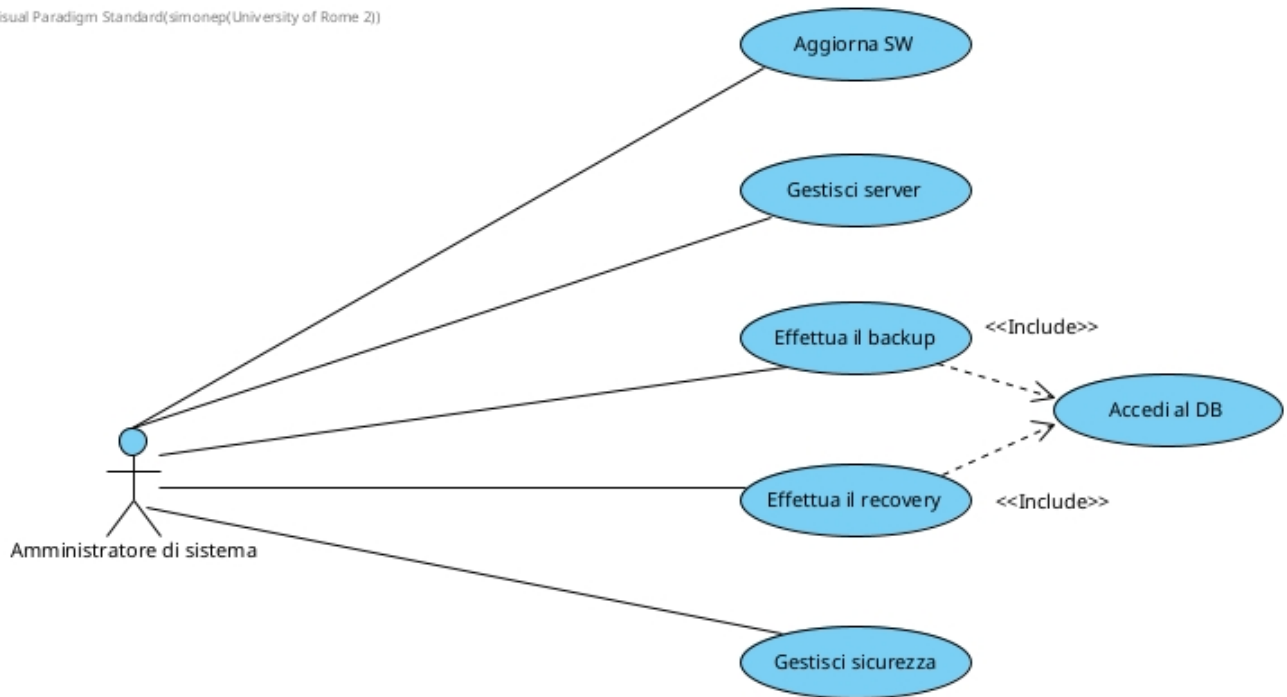 isual Paradigm Standard(simonep(University of Rome 2))
Aggiorna SW
Gestisci server
Effettua il backup
<<Include>>
Accedi al DB
Effettua il recovery
<<Include>>
Amministratore di sistema
Gestisci sicurezza